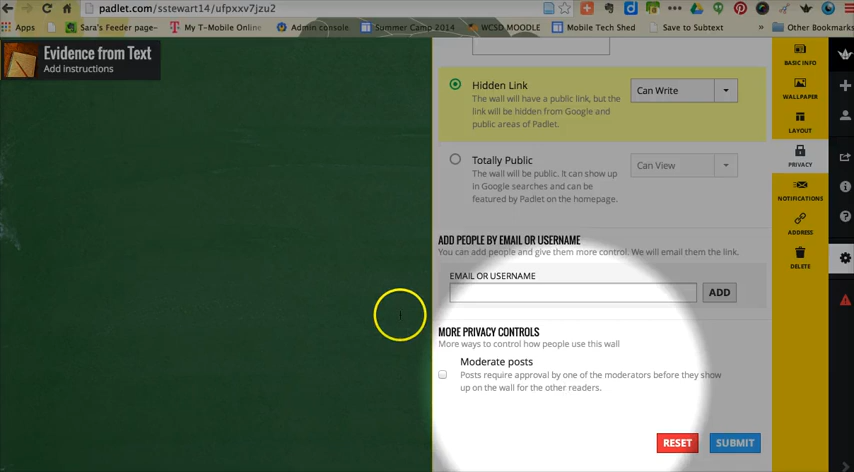 padlet.com/sstewart14/ufpxxv7jzu2
Apps
Sara's Feeder page-
My T-Mobile Online
Admin console
Summer Camp 2014
WCSD MOODLE
Mobile Tech Shed
Save to Subtext
»
Other Bookmarks
Evidence from Text
Add Instructions
Hidden Link
Can Write
The wall will have a public link, but the
link will be hidden from Google and
public areas of Padlet.
Totally Public
Can View
The wall will be public. It can show up
in Google searches and can be
featured by Padlet on the homepage.
ADD PEOPLE BY EMAIL OR USERNAME
You can add people and give them more control. We will email them the link.
EMAIL OR USERNAME
ADD
MORE PRIVACY CONTROLS
More ways to control how people use this wall
Moderate posts
Posts require approval by one of the moderators before they show
up on the wall for the other readers.
RESET
SUBMIT
BASIC INFO
WALLPAPER
LAYOUT
PRIVACY
NOTIFICATIONS
ADDRESS
DELETE